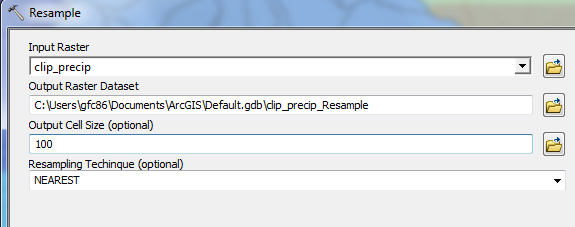 Resample
Input Raster
clip_precip
Output Raster Dataset
C:\Users\gfc86\Documents\ArcGIS\Default.gdb\clip_precip_Resample
Output Cell Size (optional)
100
Resampling Techinque (optional)
NEAREST